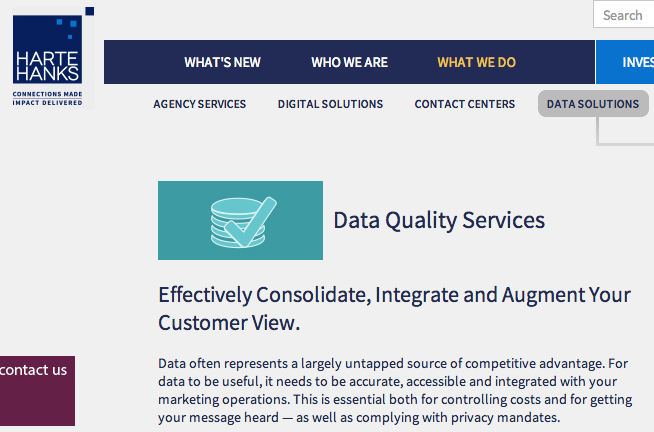 Search
HARTE
HANKS
CONNECTIONS MADE
IMPACT DELIVERED
WHAT'S NEW WHO WE ARE WHAT WE DO
AGENCY SERVICES DIGITAL SOLUTIONS CONTACT CENTERS DATA SOLUTIONS
Data Quality Services
Effectively Consolidate, Integrate and Augment Your
Customer View.
contact us
Data often represents a largely untapped source of competitive advantage. For
data to be useful, it needs to be accurate, accessible and integrated with your
marketing operations. This is essential both for controlling costs and for getting
your message heard — as well as complying with privacy mandates.